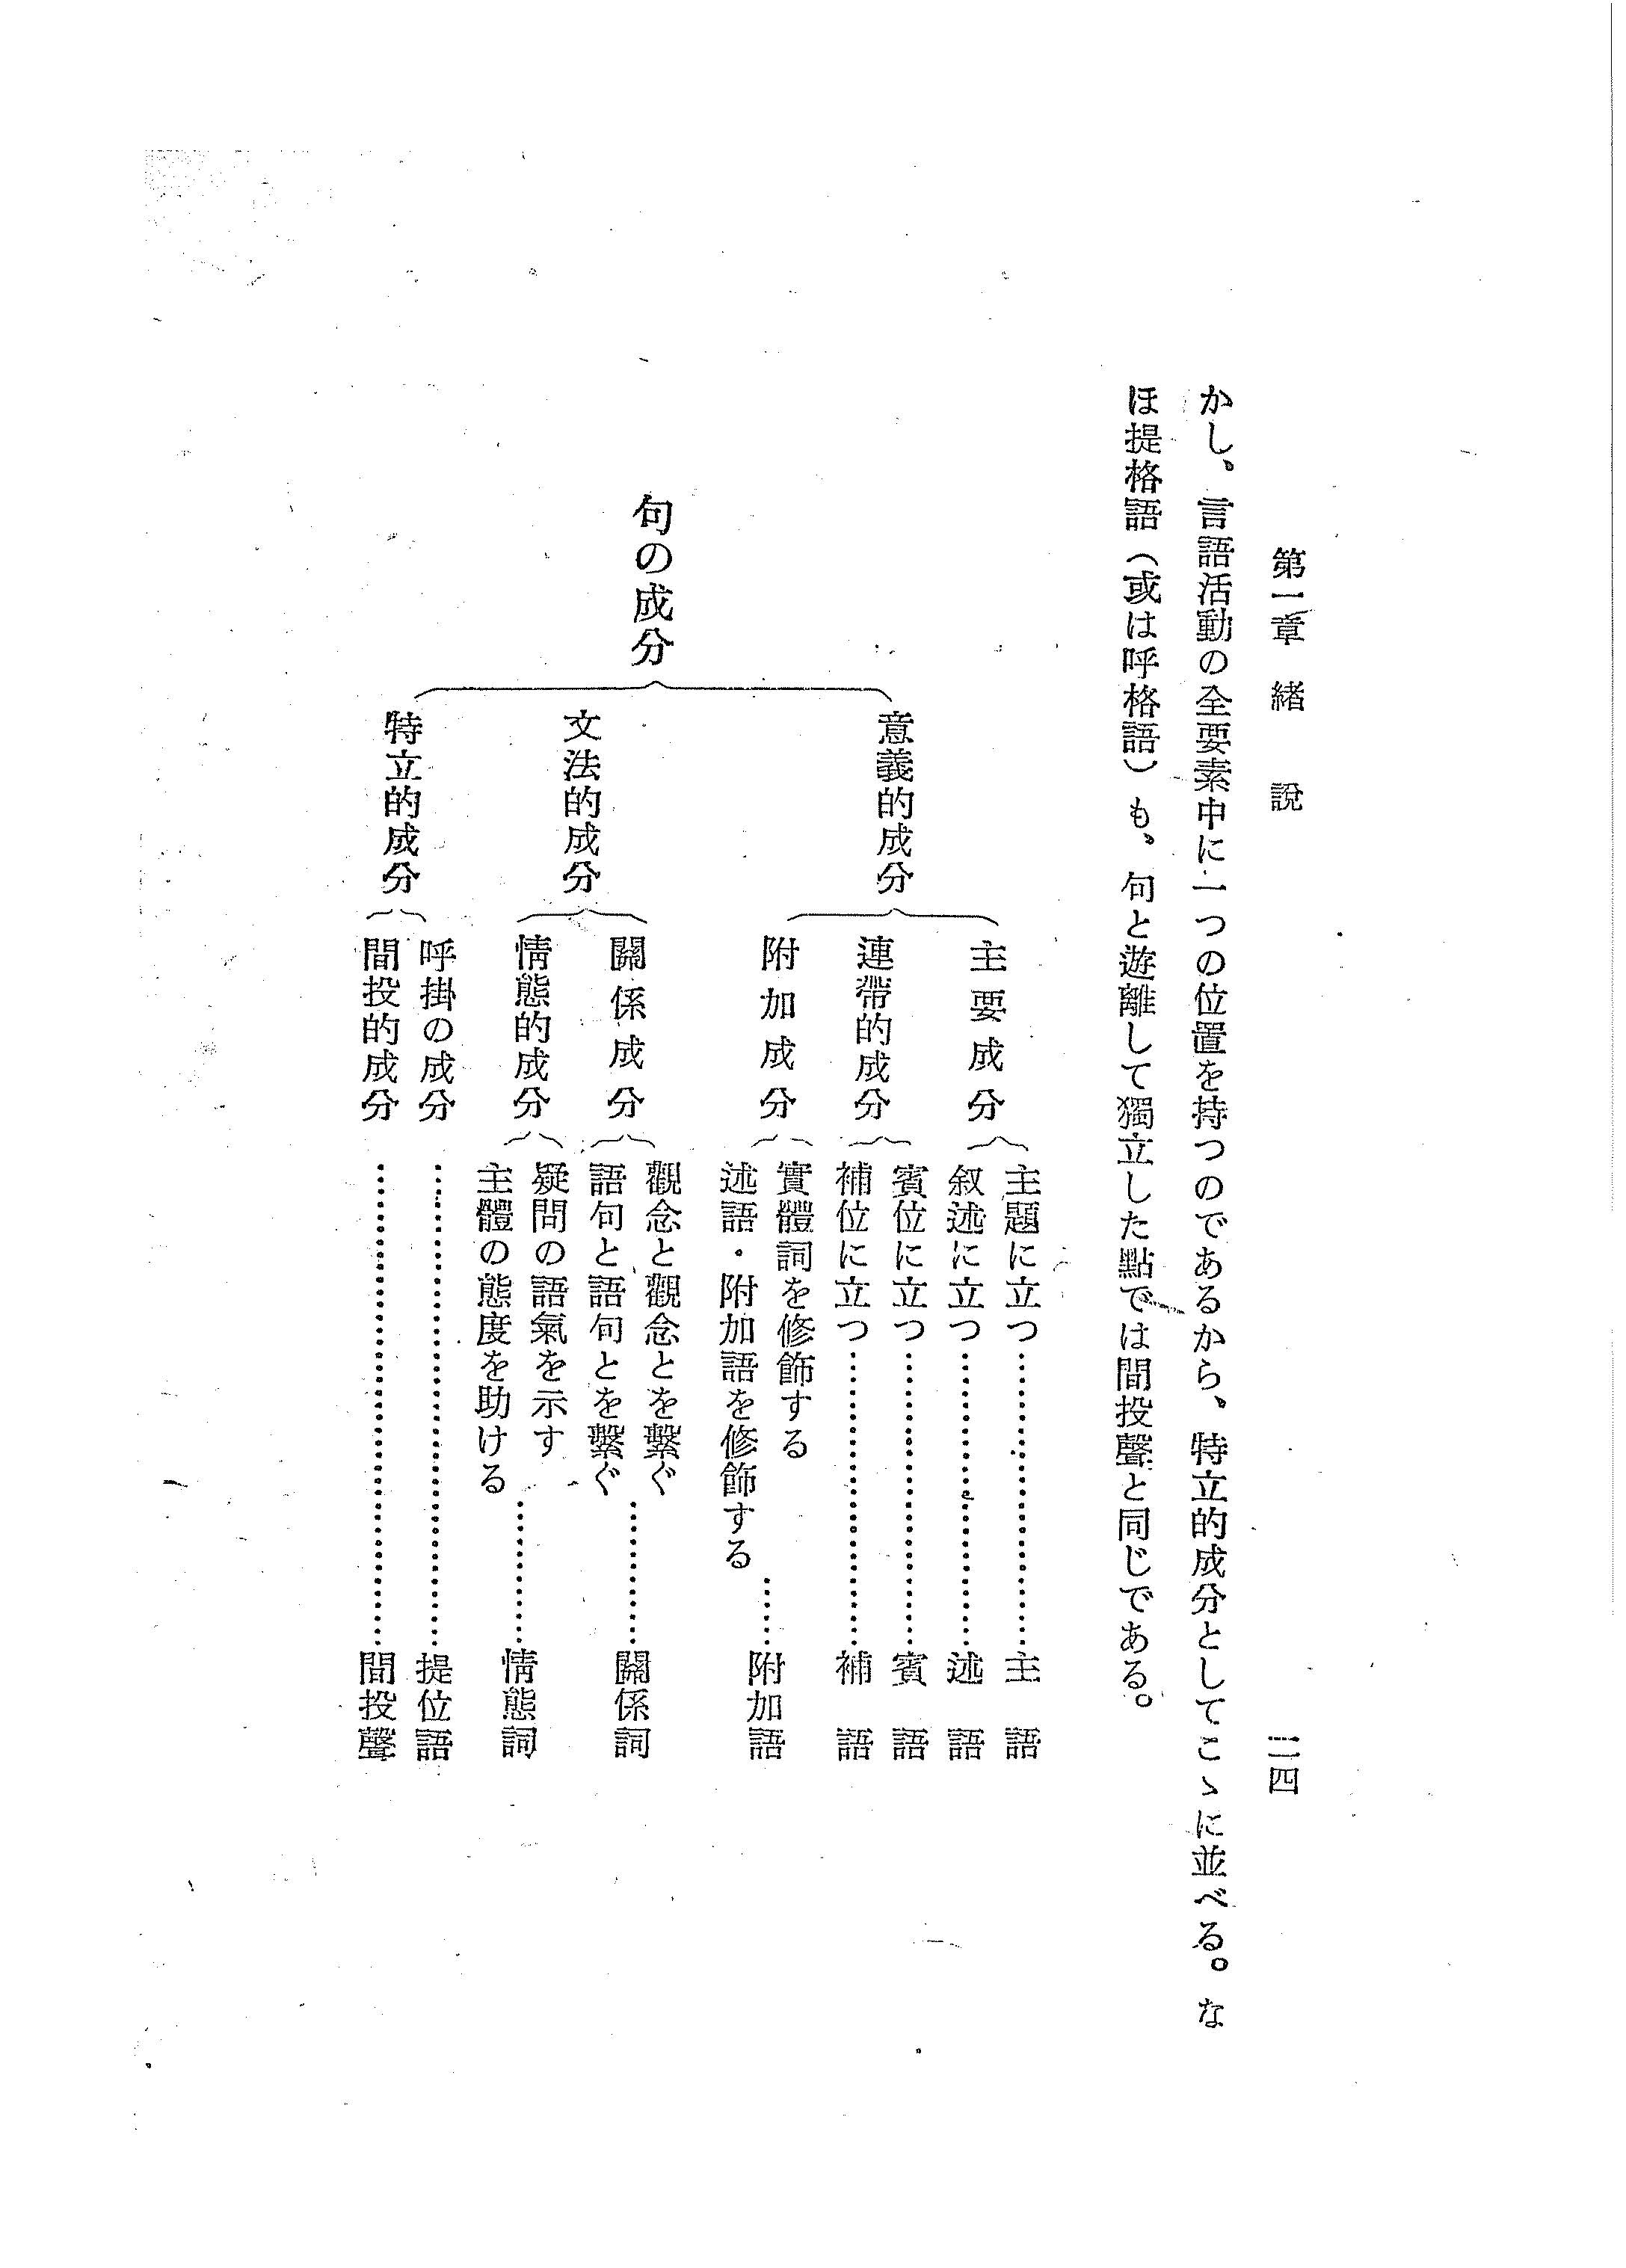 第一章 緒 說
二四
かし、言語活動の全要素中に一つの位置を持つのであるから、特立的成分としてこゝに並べる。な
ほ提格語（或は呼格語）も、句と遊離して獨立した點では間投聲と同じである。
句の成分
意義的成分
主要成分
主題に立つ……………………主語
叙述に立つ……………………述語
連帶的成分
賓位に立つ……………………賓語
補位に立つ……………………補語
附加成分
實體詞を修飾する
述語・附加語を修飾する
……附加語
文法的成分
關係成分
觀念と觀念とを繫ぐ
語句と語句とを繫ぐ
…………關係詞
情態的成分
疑問の語氣を示す
主體の態度を助ける
…………情態詞
特立的成分
呼掛の成分……………………………………提位語
間投的成分……………………………………間投聲